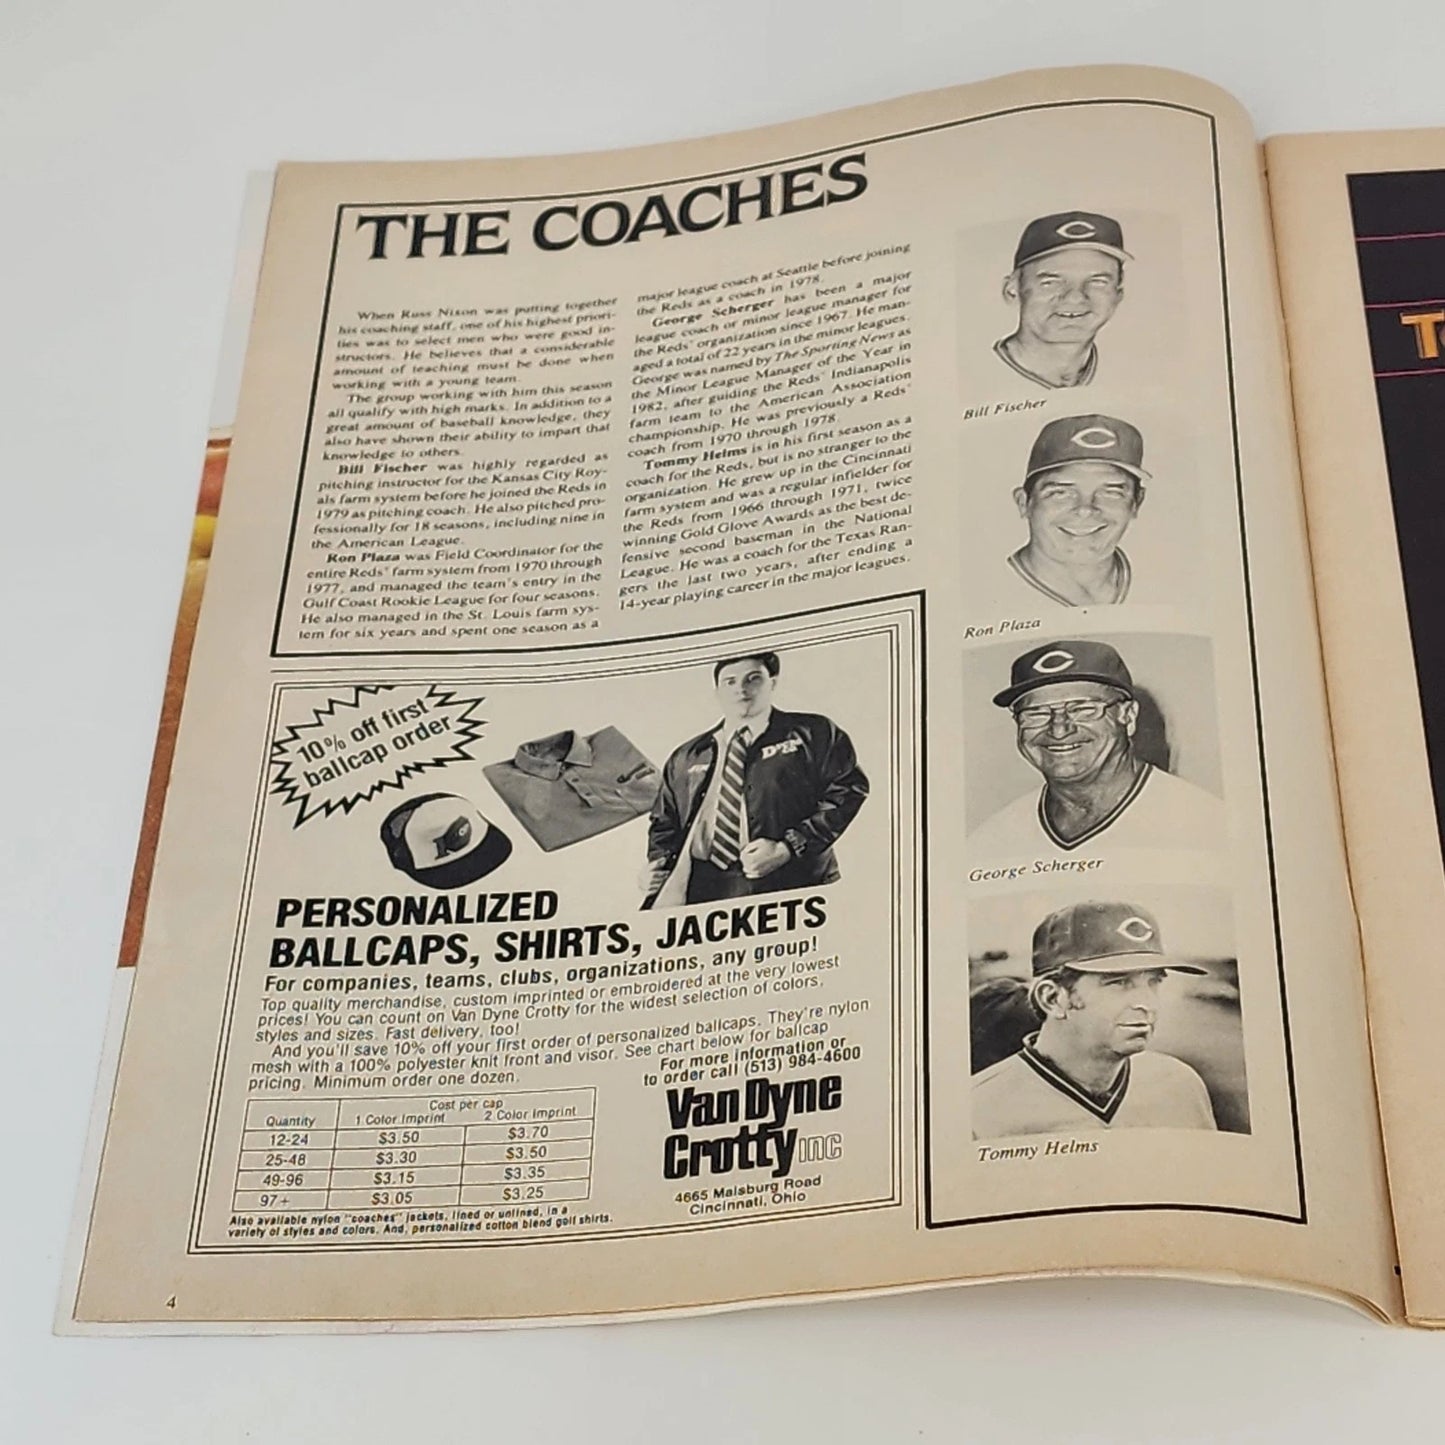 THE COACHES
When Russ Nixon was putting together
his coaching staff, one of his highest priori-
ties was to select men who were good in-
structors. He believes that a considerable
amount of teaching must be done when
working with a young team.
The group working with him this season
all qualify with high marks. In addition to a
great amount of baseball knowledge, they
also have shown their ability to impart that
knowledge to others.
Bill Fischer was highly regarded as
pitching instructor for the Kansas City Roy-
als farm system before he joined the Reds in
1979 as pitching coach. He also pitched pro-
fessionally for 18 seasons, including nine in
the American League.
Ron Plaza was Field Coordinator for the
entire Reds' farm system from 1970 through
1977, and managed the team's entry in the
Gulf Coast Rookie League for four seasons.
He also managed in the St. Louis farm sys-
tem for six years and spent one season as a
major league coach at Seattle before joining
the Reds as a coach in 1978.
George Scherger has been a major
league coach or minor league manager for
the Reds' organization since 1967. He man-
aged a total of 22 years in the minor leagues.
George was named by The Sporting News as
the Minor League Manager of the Year in
1982, after guiding the Reds' Indianapolis
farm team to the American Association
championship. He was previously a Reds'
coach from 1970 through 1978.
Tommy Helms is in his first season as a
coach for the Reds, but is no stranger to the
organization. He grew up in the Cincinnati
farm system and was a regular infielder for
the Reds from 1966 through 1971, twice
winning Gold Glove Awards as the best de-
fensive second baseman in the National
League. He was a coach for the Texas Ran-
gers the last two years, after ending a
14-year playing career in the major leagues.
Bill Fischer
Ron Plaza
George Scherger
Tommy Helms
10% off first
ballcap order
PERSONALIZED
BALLCAPS, SHIRTS, JACKETS
For companies, teams, clubs, organizations, any group!
Top quality merchandise, custom imprinted or embroidered at the very lowest
prices! You can count on Van Dyne Crotty for the widest selection of colors,
styles and sizes. Fast delivery, too!
And you'll save 10% off your first order of personalized ballcaps. They're nylon
mesh with a 100% polyester knit front and visor. See chart below for ballcap
pricing. Minimum order one dozen.
Quantity Cost per cap
1 Color Imprint 2 Color Imprint
12-24 $3.50 $3.70
25-48 $3.30 $3.50
49-96 $3.15 $3.35
97+ $3.05 $3.25
Also available nylon "coaches" jackets, lined or unlined, in a
variety of styles and colors. And, personalized cotton blend golf shirts.
For more information or
to order call (513) 984-4600
Van Dyne
Crotty inc
4665 Malsburg Road
Cincinnati, Ohio
4